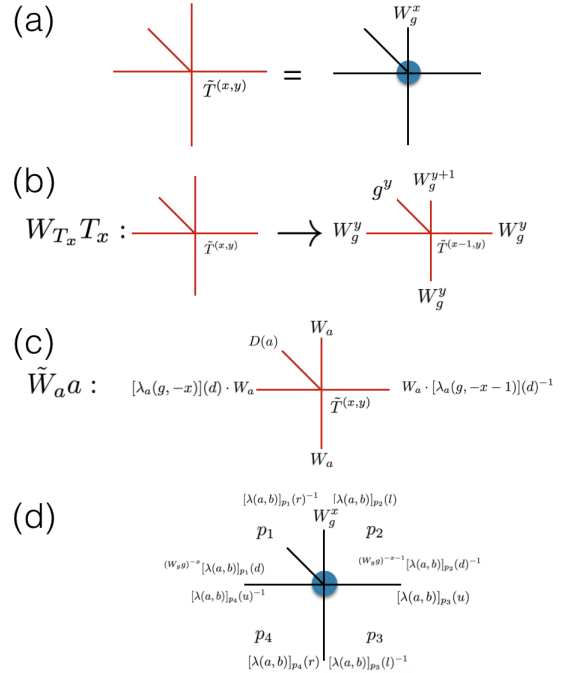 (a)
W_g^x
T̃^{(x,y)} =
(b)
g^y W_g^{y+1}
W_{T_x} T_x : T̃^{(x,y)} → W_g^y T̃^{(x-1,y)} W_g^y
W_g^y
(c)
D(a) W_a
W̃_a a : [λ_a(g, −x)](d) · W_a T̃^{(x,y)} W_a · [λ_a(g, −x − 1)](d)^{−1}
W_a
(d)
[λ(a, b)]_{p_1}(r)^{−1} [λ(a, b)]_{p_2}(l)
W_g^x
p_1 p_2
^{(W_g g)^{−x}}[λ(a, b)]_{p_1}(d) ^{(W_g g)^{−x−1}}[λ(a, b)]_{p_2}(d)^{−1}
[λ(a, b)]_{p_4}(u)^{−1} [λ(a, b)]_{p_3}(u)
p_4 p_3
[λ(a, b)]_{p_4}(r) [λ(a, b)]_{p_3}(l)^{−1}